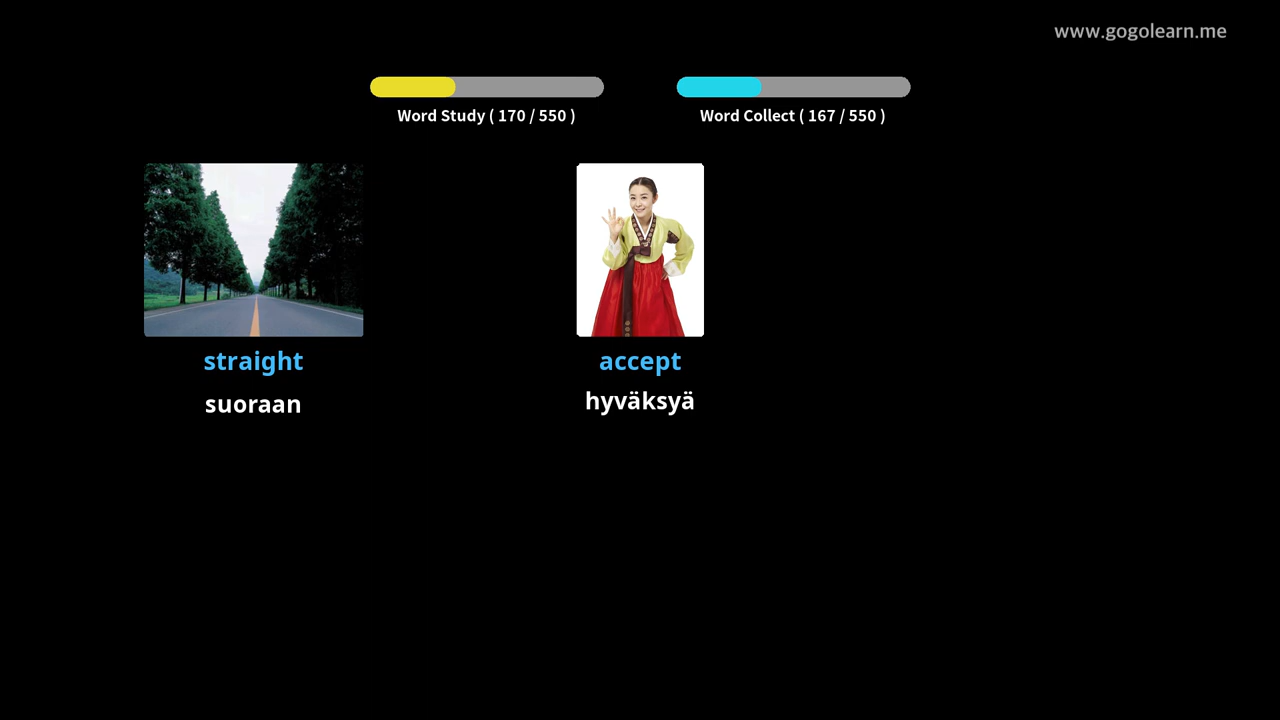 www.gogolearn.me
Word Study ( 170 / 550 )
Word Collect ( 167 / 550 )
straight
suoraan
accept
hyväksyä